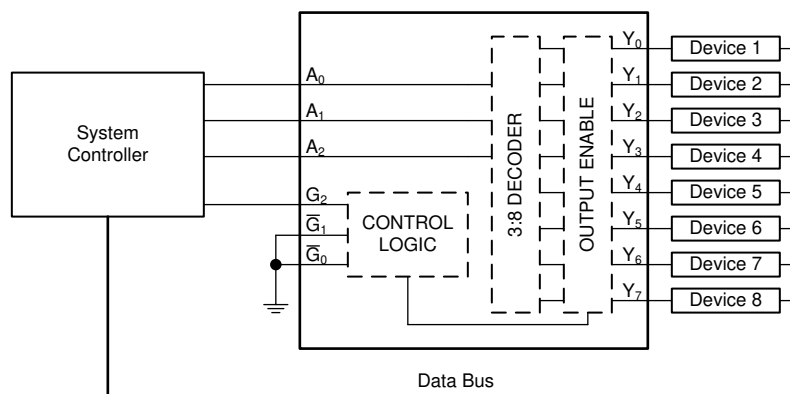 System
Controller
A₀
A₁
A₂
G₂
G̅₁
G̅₀
CONTROL
LOGIC
3:8 DECODER
OUTPUT ENABLE
Y₀
Y₁
Y₂
Y₃
Y₄
Y₅
Y₆
Y₇
Device 1
Device 2
Device 3
Device 4
Device 5
Device 6
Device 7
Device 8
Data Bus